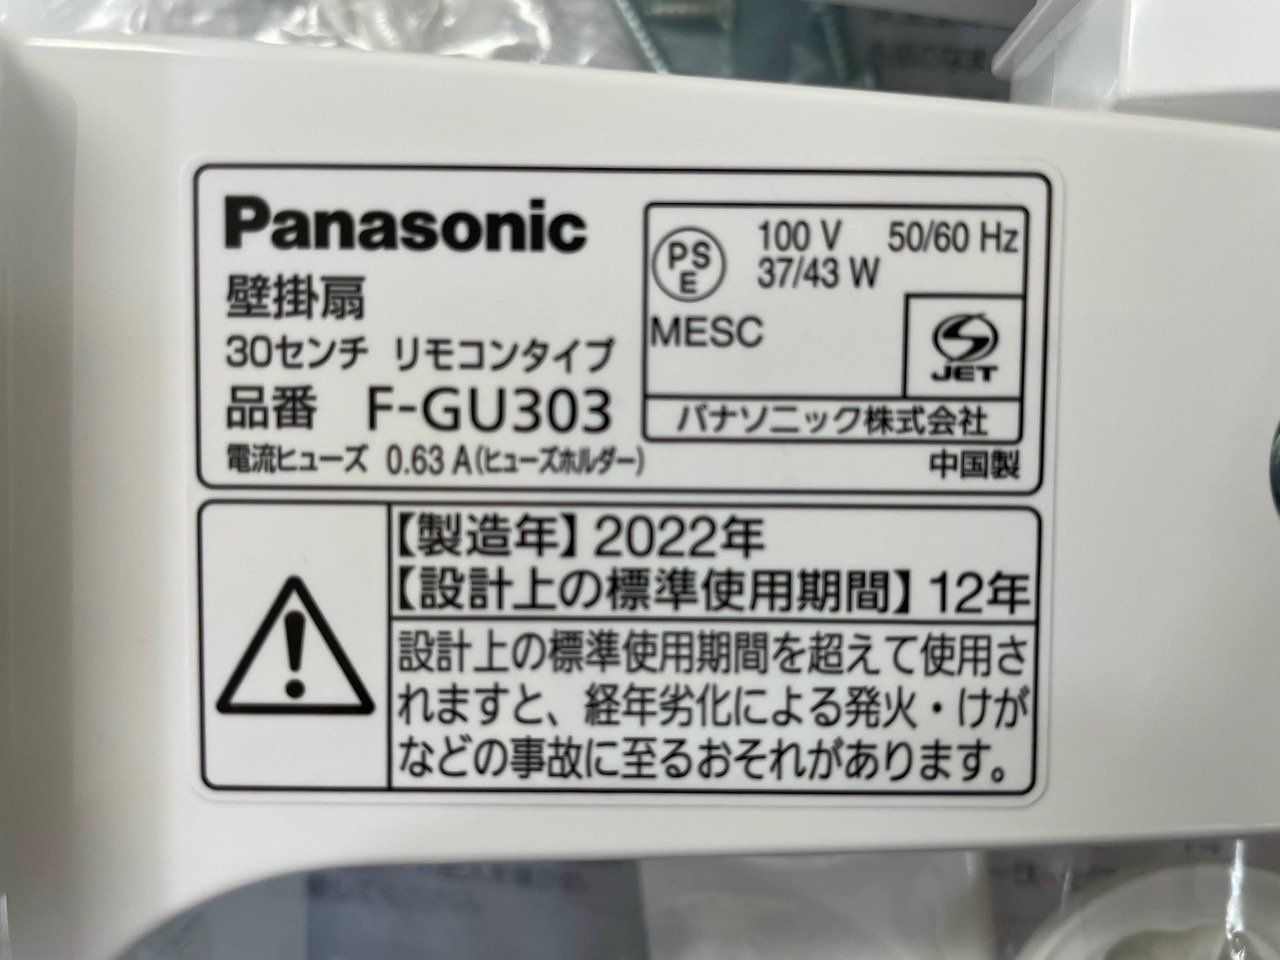 Panasonic
壁掛扇
30センチ リモコンタイプ
品番 F-GU303
電流ヒューズ 0.63 A(ヒューズホルダー)
PS
E
100 V 50/60 Hz
37/43 W
MESC
JET
パナソニック株式会社
中国製
【製造年】2022年
【設計上の標準使用期間】12年
設計上の標準使用期間を超えて使用さ
れますと、経年劣化による発火・けが
などの事故に至るおそれがあります。